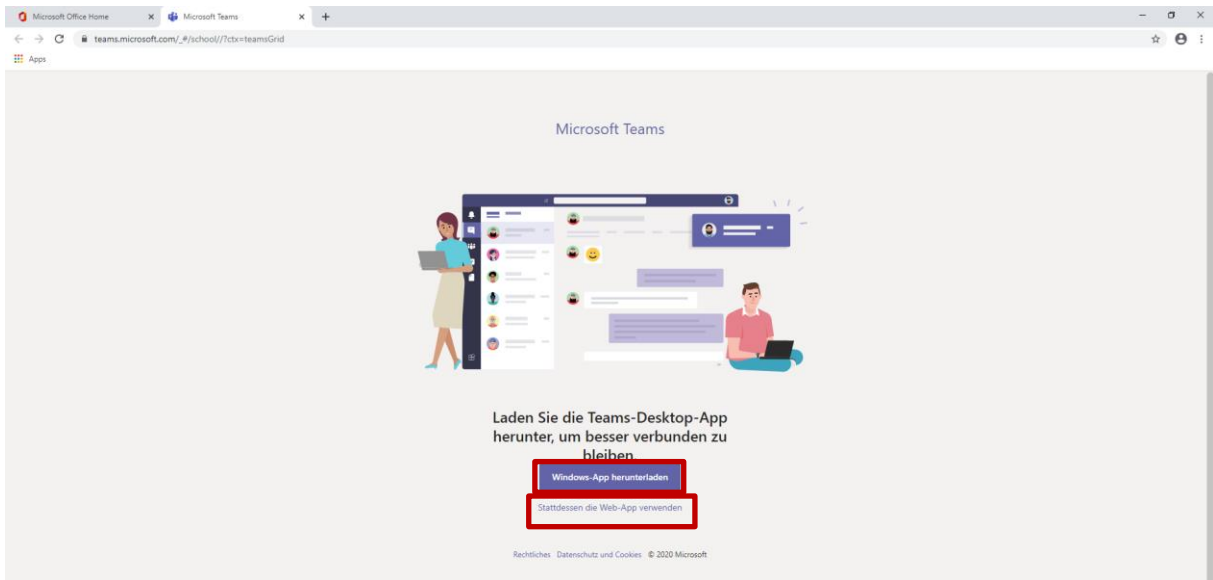 Microsoft Office Home
Microsoft Teams
teams.microsoft.com/_#/school//?ctx=teamsGrid
Apps
Microsoft Teams
Laden Sie die Teams-Desktop-App
herunter, um besser verbunden zu
bleiben.
Windows-App herunterladen
Stattdessen die Web-App verwenden
Rechtliches Datenschutz und Cookies © 2020 Microsoft